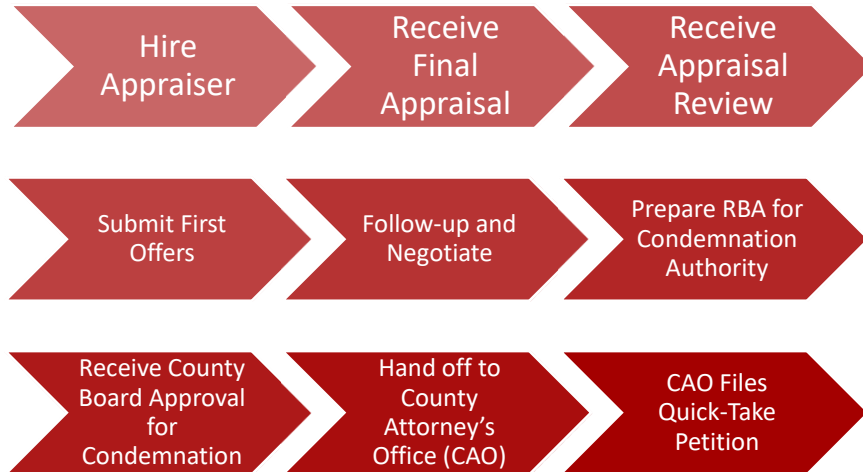 Hire
Appraiser
Receive
Final
Appraisal
Receive
Appraisal
Review
Submit First
Offers
Follow-up and
Negotiate
Prepare RBA for
Condemnation
Authority
Receive County
Board Approval
for
Condemnation
Hand off to
County
Attorney’s
Office (CAO)
CAO Files
Quick-Take
Petition